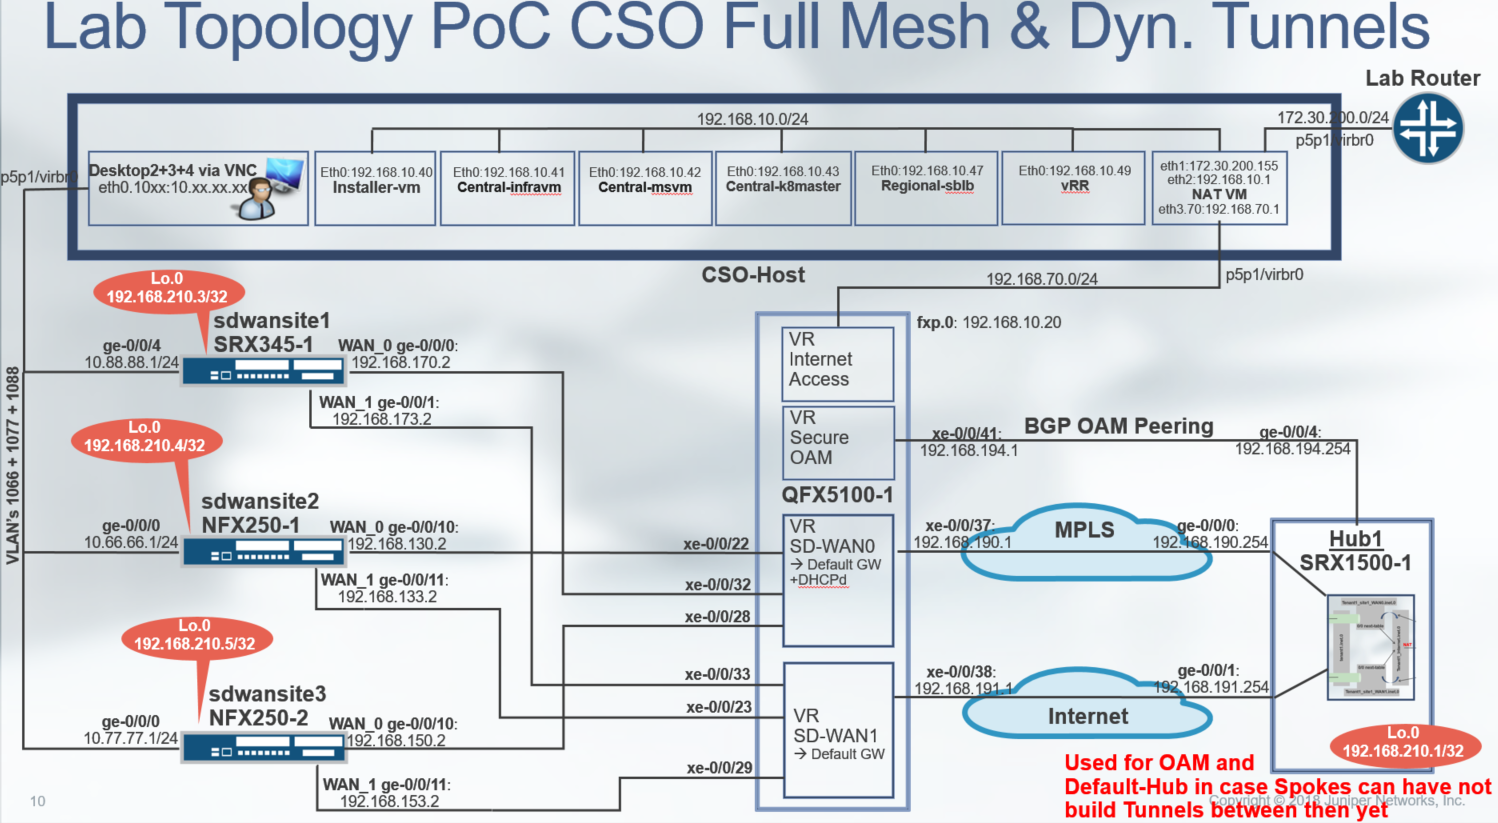 Lab Topology PoC CSO Full Mesh & Dyn. Tunnels
Lab Router
192.168.10.0/24
172.30.200.0/24
p5p1/virbr0
p5p1/virbr0
Desktop2+3+4 via VNC
eth0.10xx:10.xx.xx.xx
Eth0:192.168.10.40
Installer-vm
Eth0:192.168.10.41
Central-infravm
Eth0:192.168.10.42
Central-msvm
Eth0:192.168.10.43
Central-k8master
Eth0:192.168.10.47
Regional-sblb
Eth0:192.168.10.49
vRR
eth1:172.30.200.155
eth2:192.168.10.1
NAT VM
eth3.70:192.168.70.1
CSO-Host
192.168.70.0/24
p5p1/virbr0
fxp.0: 192.168.10.20
VLAN's 1066 + 1077 + 1088
Lo.0
192.168.210.3/32
sdwansite1
SRX345-1
ge-0/0/4
10.88.88.1/24
WAN_0 ge-0/0/0:
192.168.170.2
WAN_1 ge-0/0/1:
192.168.173.2
Lo.0
192.168.210.4/32
sdwansite2
NFX250-1
ge-0/0/0
10.66.66.1/24
WAN_0 ge-0/0/10:
192.168.130.2
WAN_1 ge-0/0/11:
192.168.133.2
Lo.0
192.168.210.5/32
sdwansite3
NFX250-2
ge-0/0/0
10.77.77.1/24
WAN_0 ge-0/0/10:
192.168.150.2
WAN_1 ge-0/0/11:
192.168.153.2
xe-0/0/22
xe-0/0/32
xe-0/0/28
xe-0/0/33
xe-0/0/23
xe-0/0/29
VR
Internet
Access
VR
Secure
OAM
QFX5100-1
VR
SD-WAN0
→ Default GW
+DHCPd
VR
SD-WAN1
→ Default GW
xe-0/0/41:
192.168.194.1
BGP OAM Peering
ge-0/0/4:
192.168.194.254
xe-0/0/37:
192.168.190.1
MPLS
ge-0/0/0:
192.168.190.254
xe-0/0/38:
192.168.191.1
Internet
ge-0/0/1:
192.168.191.254
Hub1
SRX1500-1
Lo.0
192.168.210.1/32
Used for OAM and
Default-Hub in case Spokes can have not
build Tunnels between then yet
10
Copyright © 2018 Juniper Networks, Inc.